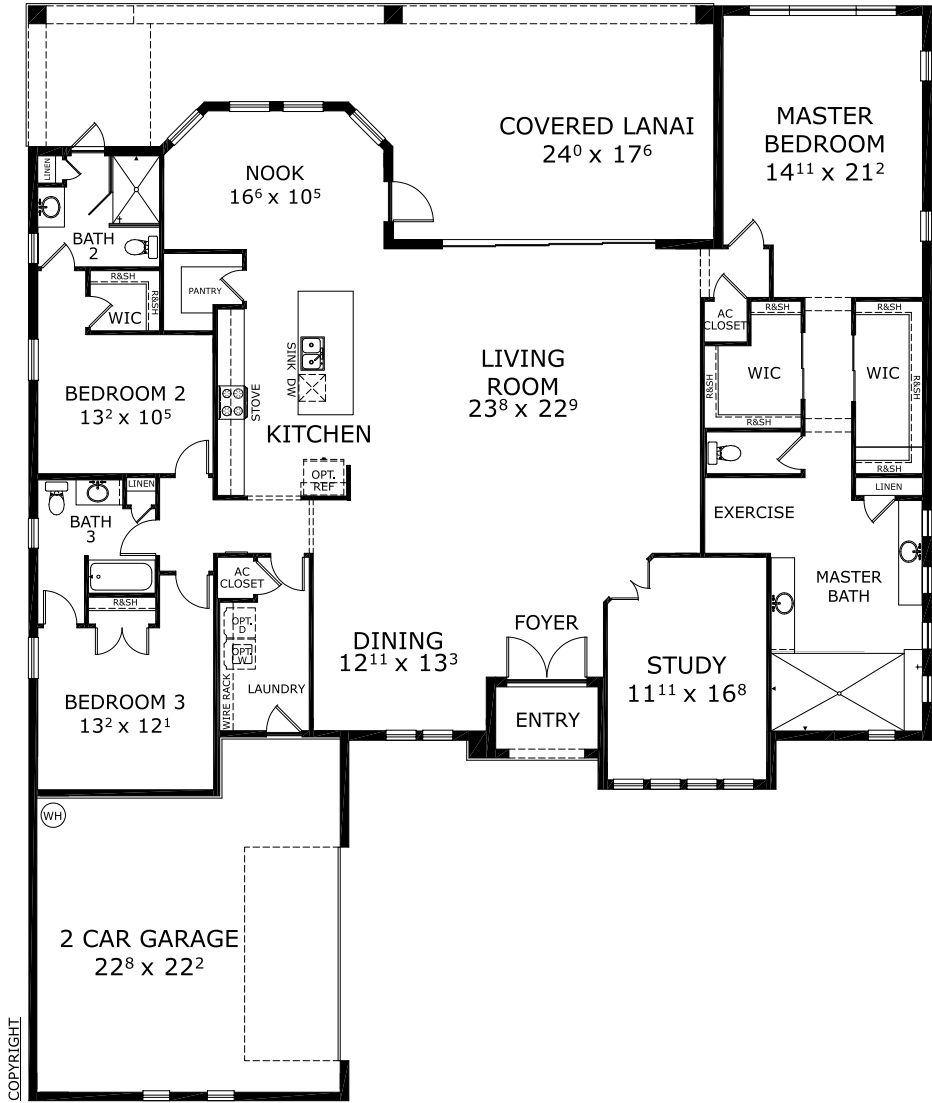 COVERED LANAI
24⁰ x 17⁶
MASTER
BEDROOM
14¹¹ x 21²
NOOK
16⁶ x 10⁵
LINEN
BATH
2
R&SH
R&SH
WIC
PANTRY
BEDROOM 2
13² x 10⁵
SINK DW
STOVE
KITCHEN
OPT.
REF
LIVING
ROOM
23⁸ x 22⁹
AC
CLOSET
R&SH
R&SH
WIC
R&SH
R&SH
WIC
R&SH
R&SH
LINEN
EXERCISE
MASTER
BATH
LINEN
BATH
3
R&SH
AC
CLOSET
OPT.
D
OPT.
W
WIRE RACK
LAUNDRY
BEDROOM 3
13² x 12¹
DINING
12¹¹ x 13³
FOYER
ENTRY
STUDY
11¹¹ x 16⁸
WH
2 CAR GARAGE
22⁸ x 22²
COPYRIGHT